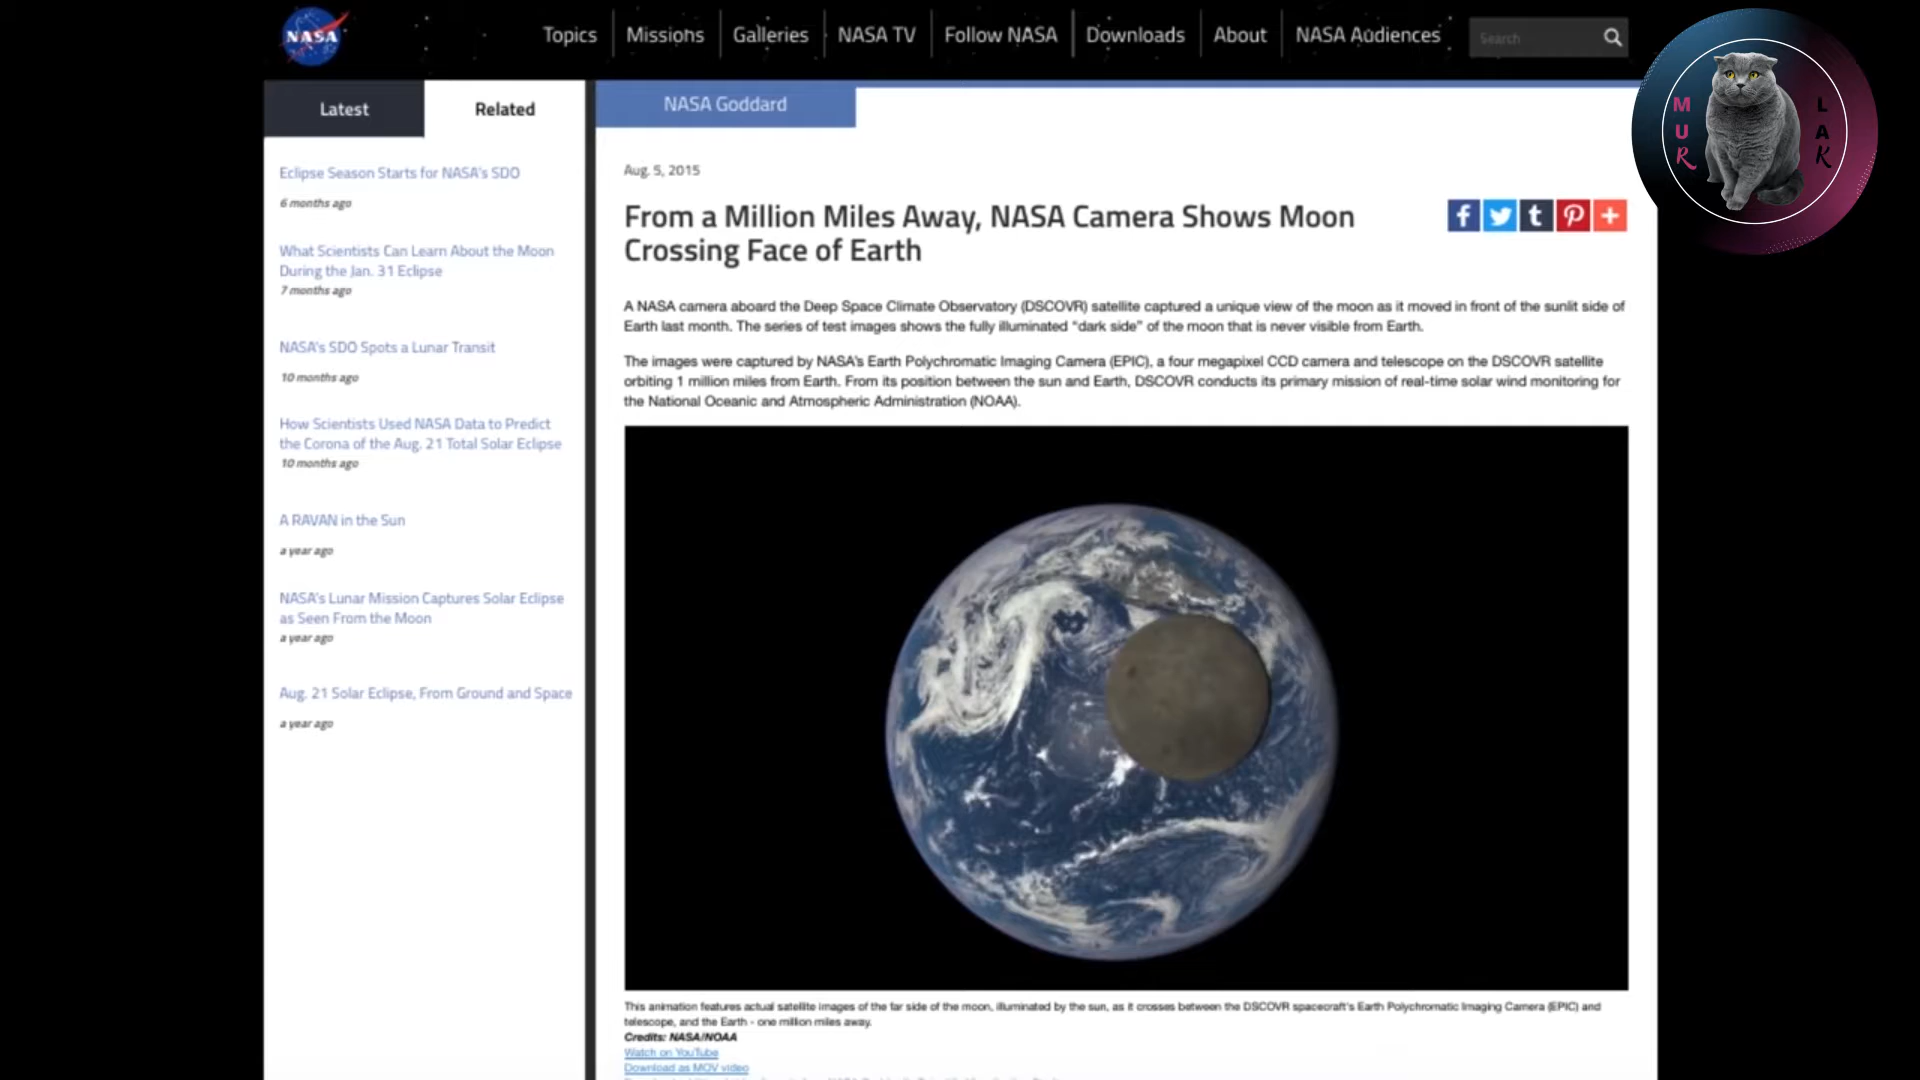 NASA
Topics
Missions
Galleries
NASA TV
Follow NASA
Downloads
About
NASA Audiences
Search
M
U
R
L
A
K
Latest
Related
Eclipse Season Starts for NASA's SDO
6 months ago
What Scientists Can Learn About the Moon
During the Jan. 31 Eclipse
7 months ago
NASA's SDO Spots a Lunar Transit
10 months ago
How Scientists Used NASA Data to Predict
the Corona of the Aug. 21 Total Solar Eclipse
10 months ago
A RAVAN in the Sun
a year ago
NASA's Lunar Mission Captures Solar Eclipse
as Seen From the Moon
a year ago
Aug. 21 Solar Eclipse, From Ground and Space
a year ago
NASA Goddard
Aug. 5, 2015
From a Million Miles Away, NASA Camera Shows Moon
Crossing Face of Earth
A NASA camera aboard the Deep Space Climate Observatory (DSCOVR) satellite captured a unique view of the moon as it moved in front of the sunlit side of
Earth last month. The series of test images shows the fully illuminated “dark side” of the moon that is never visible from Earth.
The images were captured by NASA's Earth Polychromatic Imaging Camera (EPIC), a four megapixel CCD camera and telescope on the DSCOVR satellite
orbiting 1 million miles from Earth. From its position between the sun and Earth, DSCOVR conducts its primary mission of real-time solar wind monitoring for
the National Oceanic and Atmospheric Administration (NOAA).
This animation features actual satellite images of the far side of the moon, illuminated by the sun, as it crosses between the DSCOVR spacecraft's Earth Polychromatic Imaging Camera (EPIC) and
telescope, and the Earth - one million miles away.
Credits: NASA/NOAA
Watch on YouTube
Download as MOV video